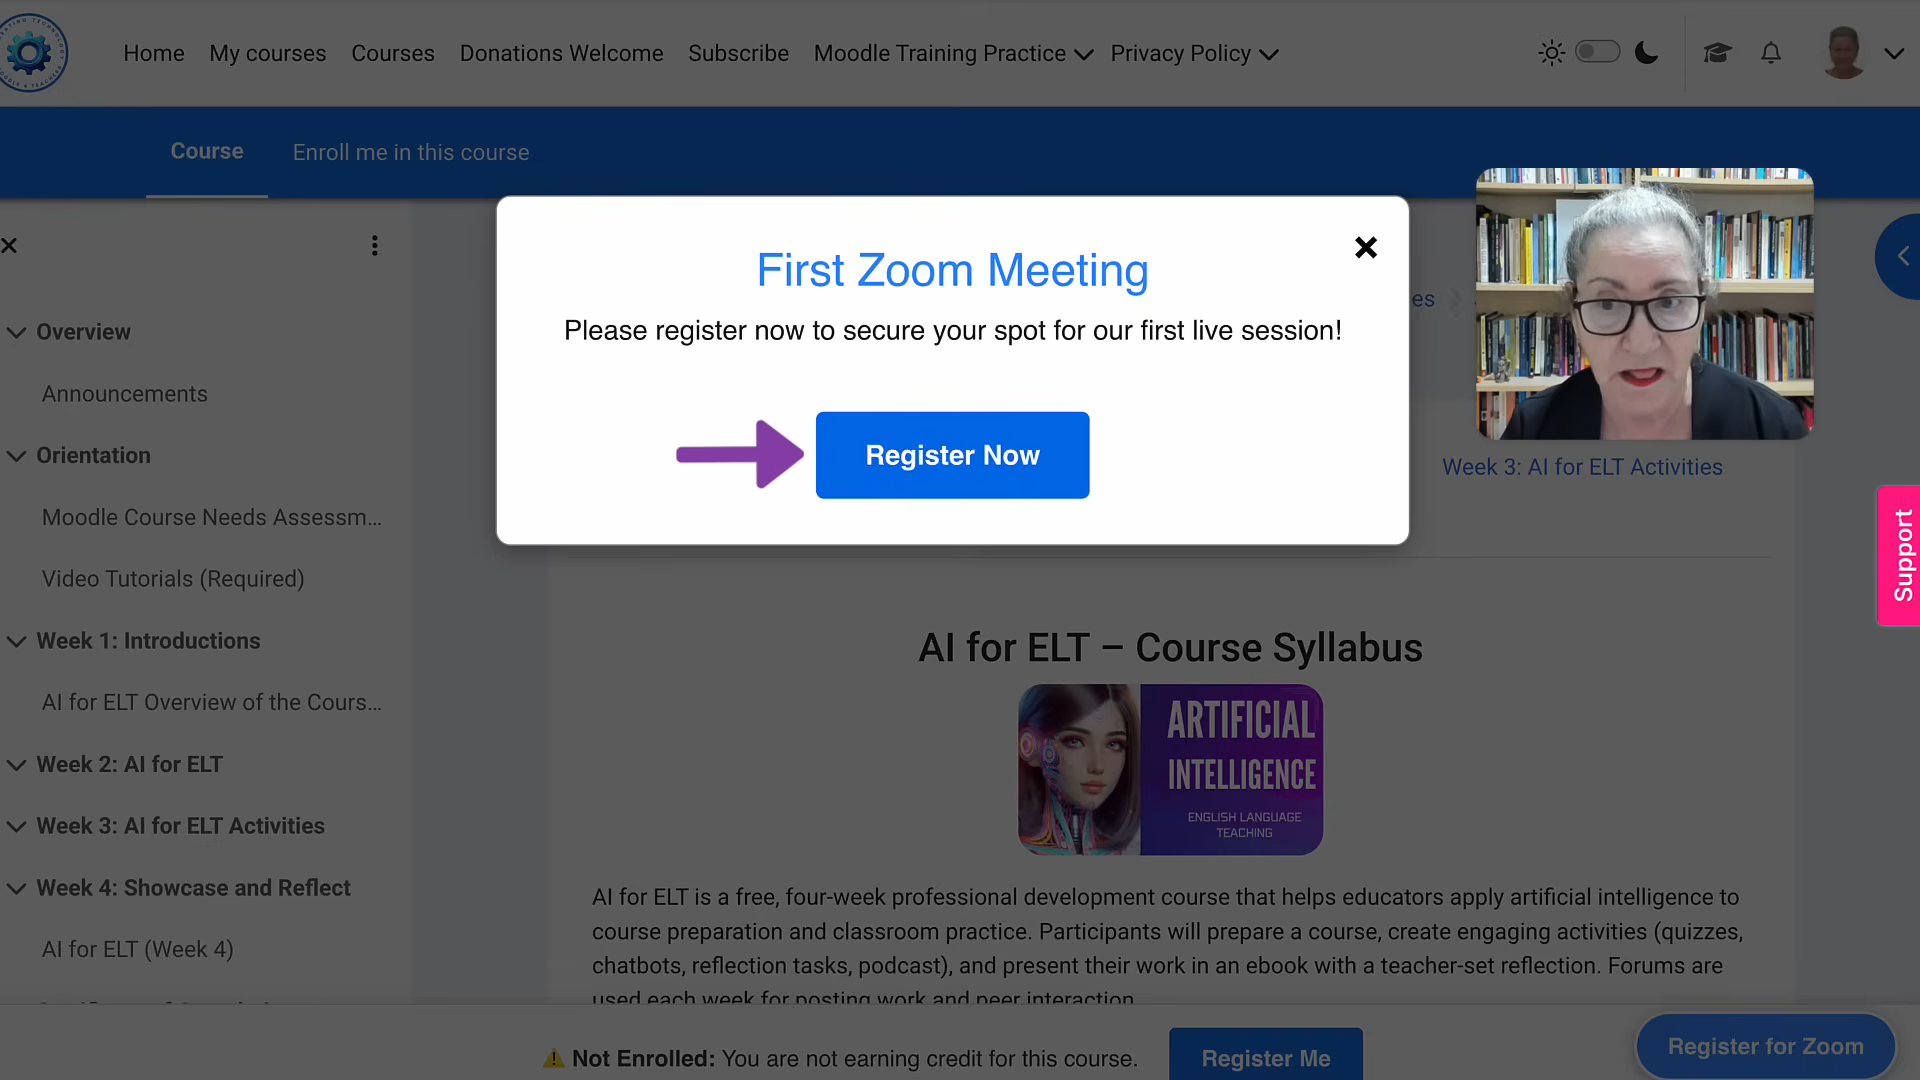 Home My courses Courses Donations Welcome Subscribe Moodle Training Practice Privacy Policy
Course Enroll me in this course
First Zoom Meeting
Please register now to secure your spot for our first live session!
Register Now
Overview
Announcements
Orientation
Moodle Course Needs Assessm...
Video Tutorials (Required)
Week 1: Introductions
AI for ELT Overview of the Cours...
Week 2: AI for ELT
Week 3: AI for ELT Activities
Week 4: Showcase and Reflect
AI for ELT (Week 4)
es
Week 3: AI for ELT Activities
Support
AI for ELT – Course Syllabus
ARTIFICIAL
INTELLIGENCE
ENGLISH LANGUAGE
TEACHING
AI for ELT is a free, four-week professional development course that helps educators apply artificial intelligence to
course preparation and classroom practice. Participants will prepare a course, create engaging activities (quizzes,
chatbots, reflection tasks, podcast), and present their work in an ebook with a teacher-set reflection. Forums are
used each week for posting work and peer interaction
Not Enrolled: You are not earning credit for this course.
Register Me
Register for Zoom